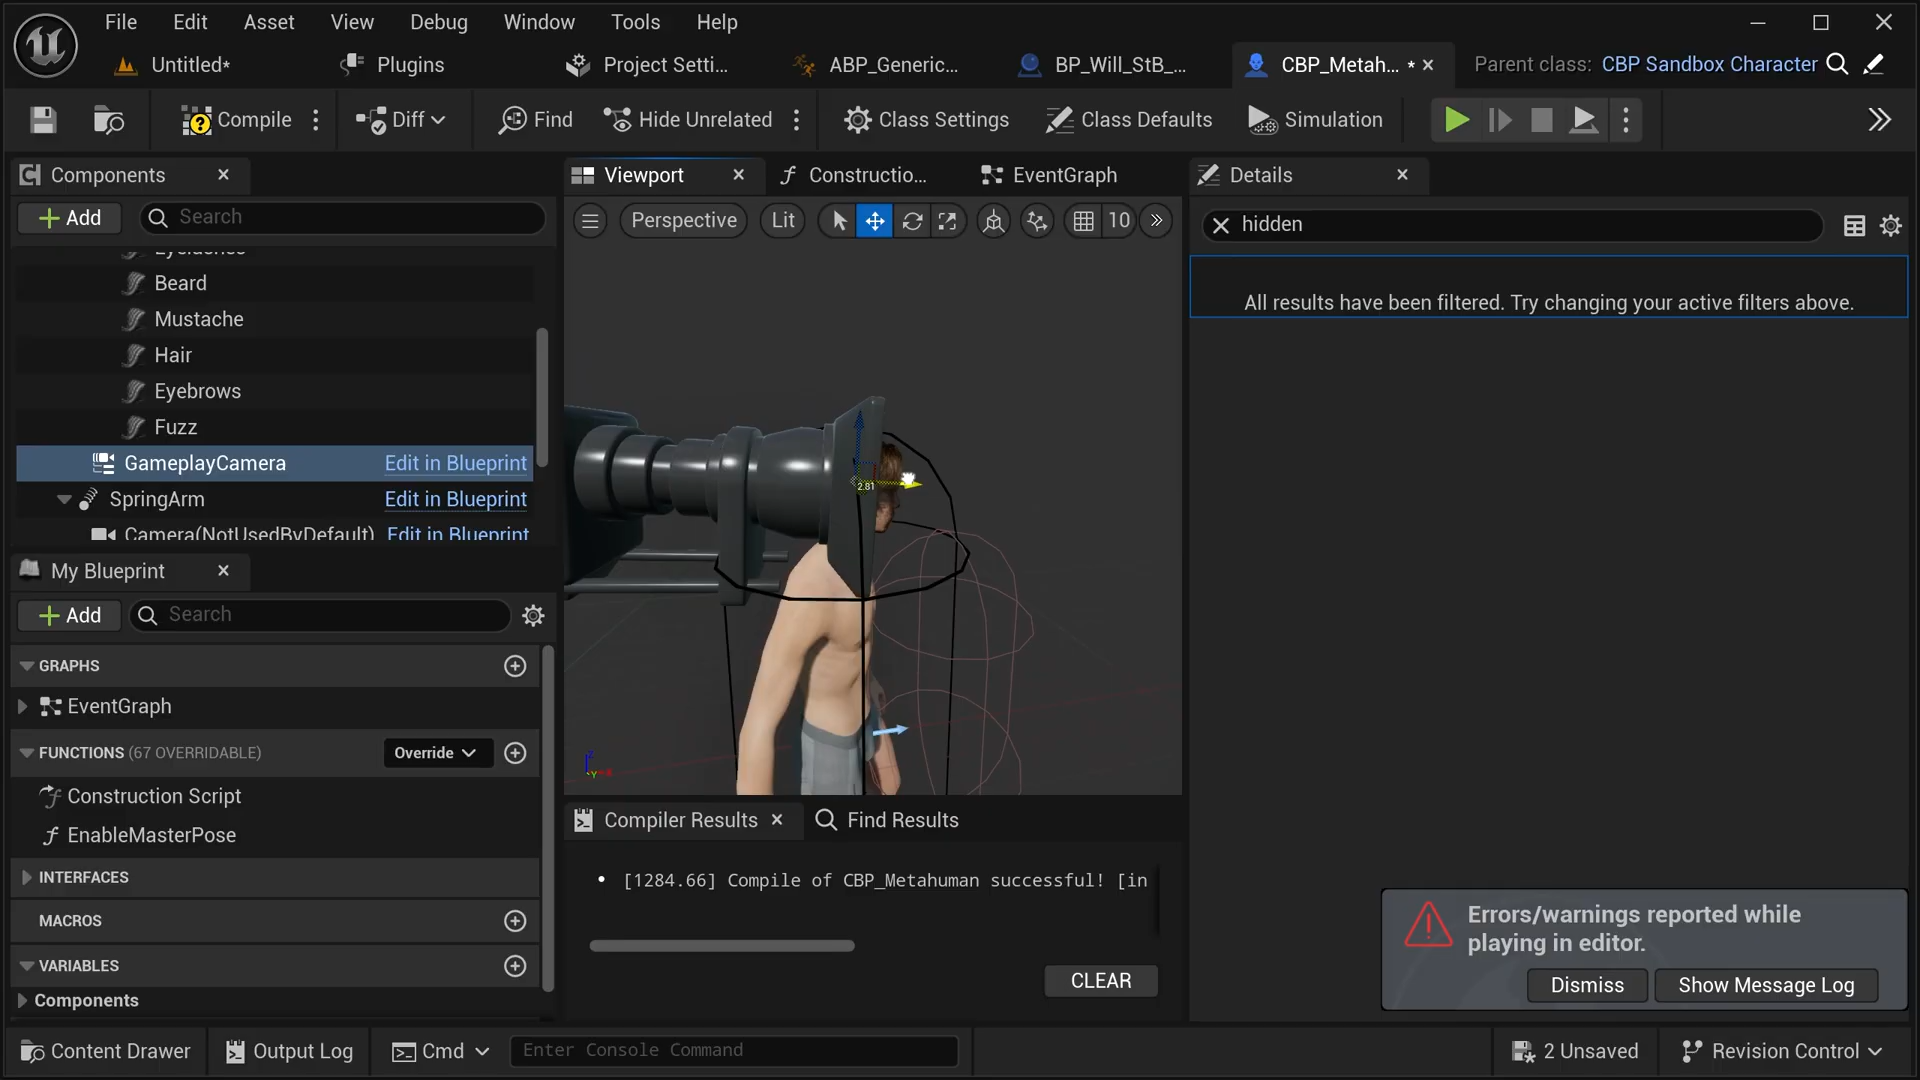 File Edit Asset View Debug Window Tools Help
Untitled* Plugins Project Setti... ABP_Generic... BP_Will_StB_... CBP_Metah... * Parent class: CBP Sandbox Character
Compile Diff Find Hide Unrelated Class Settings Class Defaults Simulation
Components
Add Search
Beard
Mustache
Hair
Eyebrows
Fuzz
GameplayCamera Edit in Blueprint
SpringArm Edit in Blueprint
Camera(NotUsedByDefault) Edit in Blueprint
My Blueprint
Add Search
GRAPHS
EventGraph
FUNCTIONS (67 OVERRIDABLE) Override
Construction Script
EnableMasterPose
INTERFACES
MACROS
VARIABLES
Components
Viewport Constructio... EventGraph
Perspective Lit 10
2.81
Z
Y
Compiler Results Find Results
• [1284.66] Compile of CBP_Metahuman successful! [in
CLEAR
Details
hidden
All results have been filtered. Try changing your active filters above.
Errors/warnings reported while
playing in editor.
Dismiss Show Message Log
Content Drawer Output Log Cmd Enter Console Command 2 Unsaved Revision Control